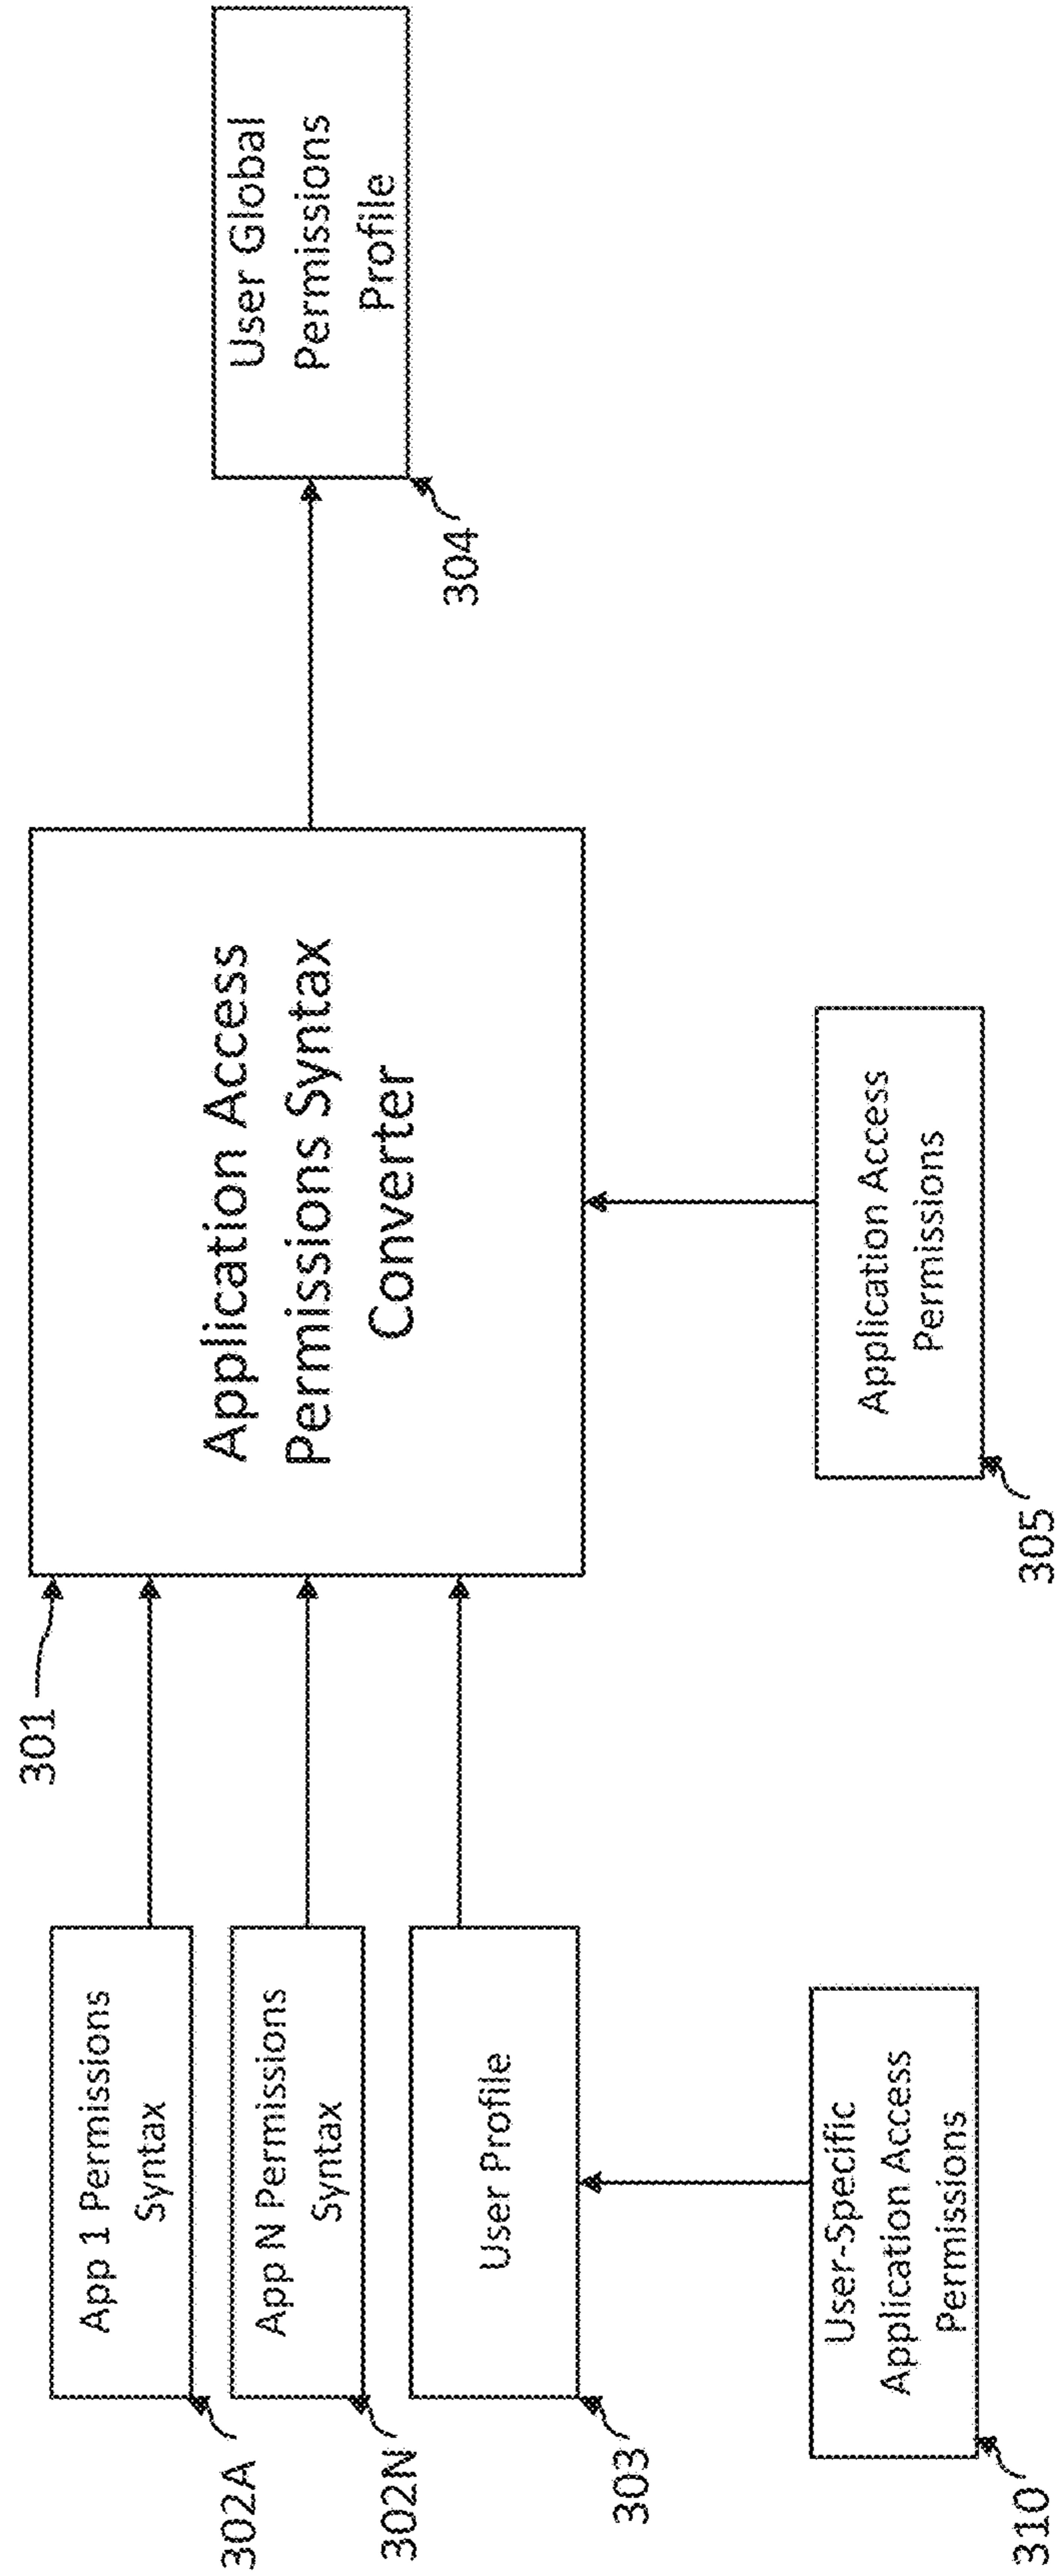 301
302A
App 1 Permissions
Syntax
302N
App N Permissions
Syntax
303
User Profile
310
User-Specific
Application Access
Permissions
Application Access
Permissions Syntax
Converter
305
Application Access
Permissions
304
User Global
Permissions
Profile